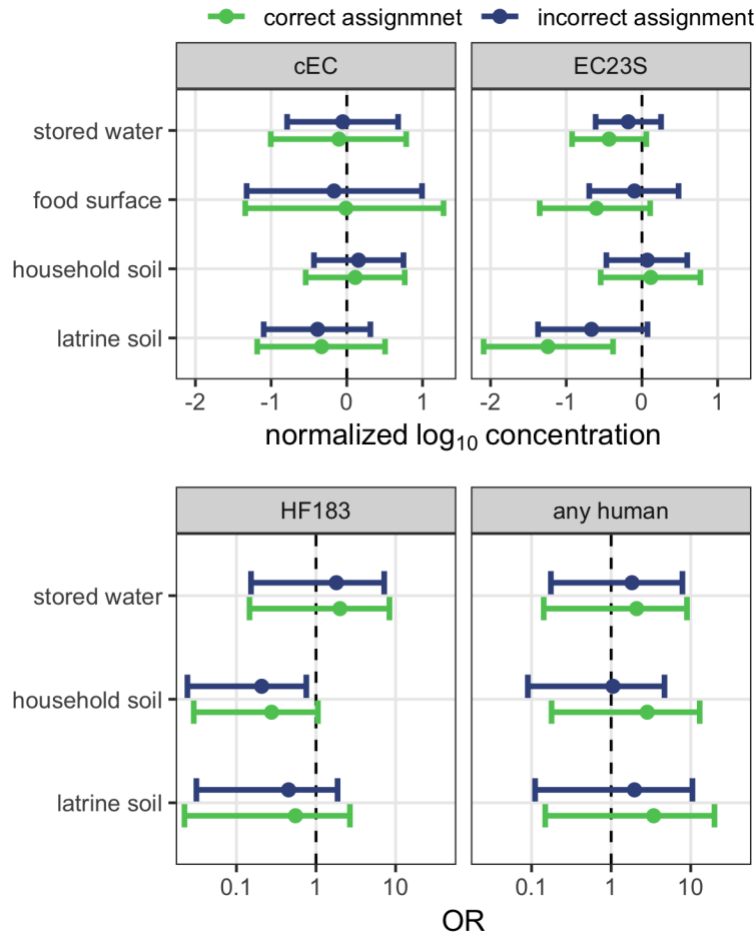 correct assignmnet incorrect assignment
cEC EC23S
stored water
food surface
household soil
latrine soil
-2 -1 0 1 -2 -1 0 1
normalized log₁₀ concentration
HF183 any human
stored water
household soil
latrine soil
0.1 1 10 0.1 1 10
OR